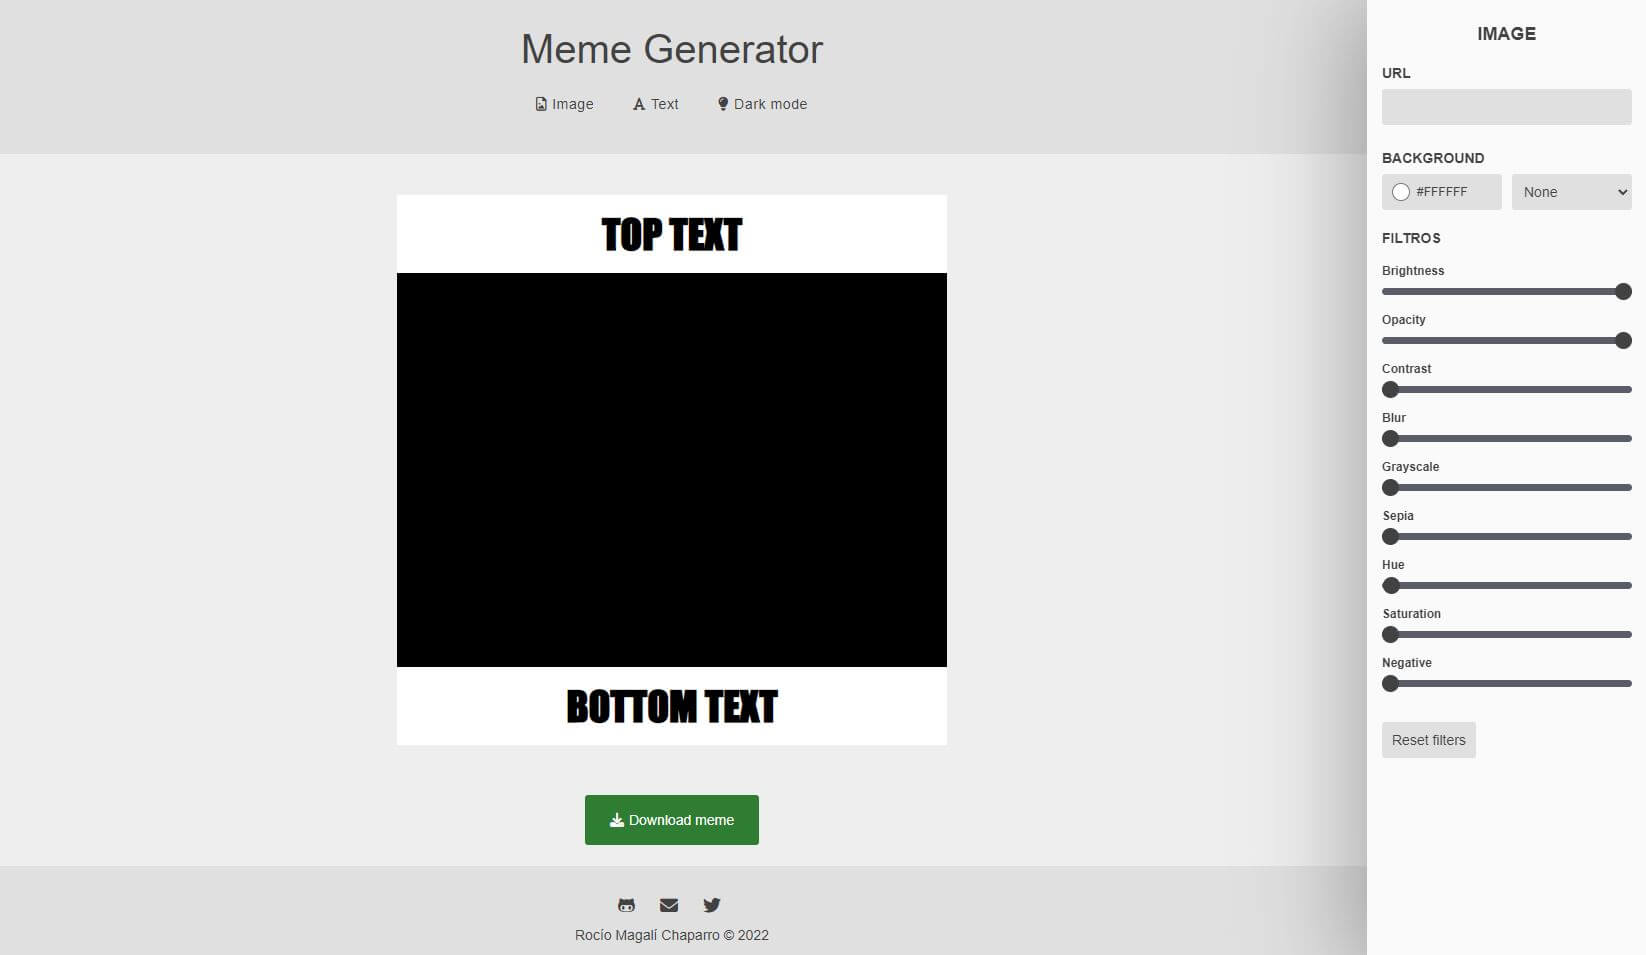 Meme Generator
Image Text Dark mode
TOP TEXT
BOTTOM TEXT
Download meme
Rocío Magalí Chaparro © 2022
IMAGE
URL
BACKGROUND
#FFFFFF None
FILTROS
Brightness
Opacity
Contrast
Blur
Grayscale
Sepia
Hue
Saturation
Negative
Reset filters